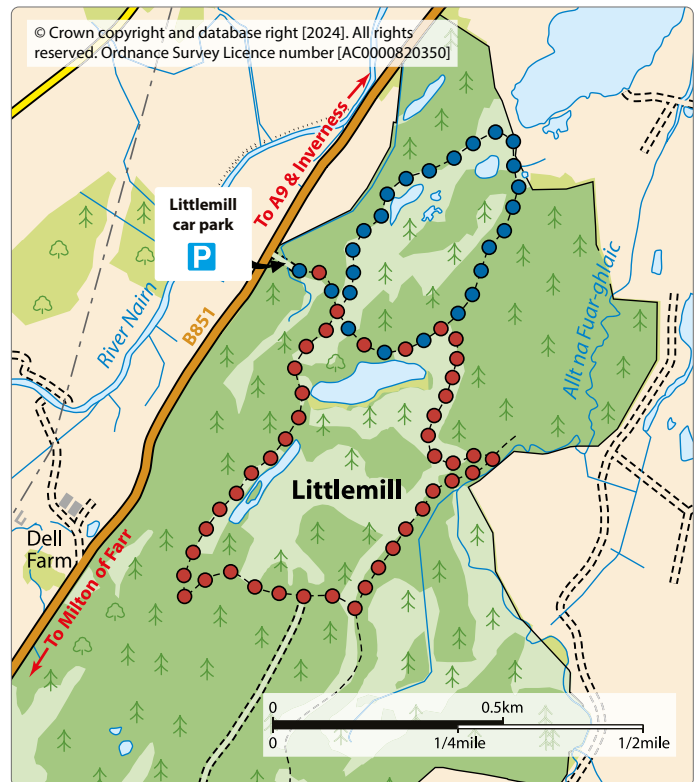 © Crown copyright and database right [2024]. All rights
reserved. Ordnance Survey Licence number [AC0000820350]
To A9 & Inverness
Littlemill
car park
P
River Nairn
B851
Allt na Fuar-ghlaic
Littlemill
Dell
Farm
To Milton of Farr
0
0.5km
0
1/4mile
1/2mile